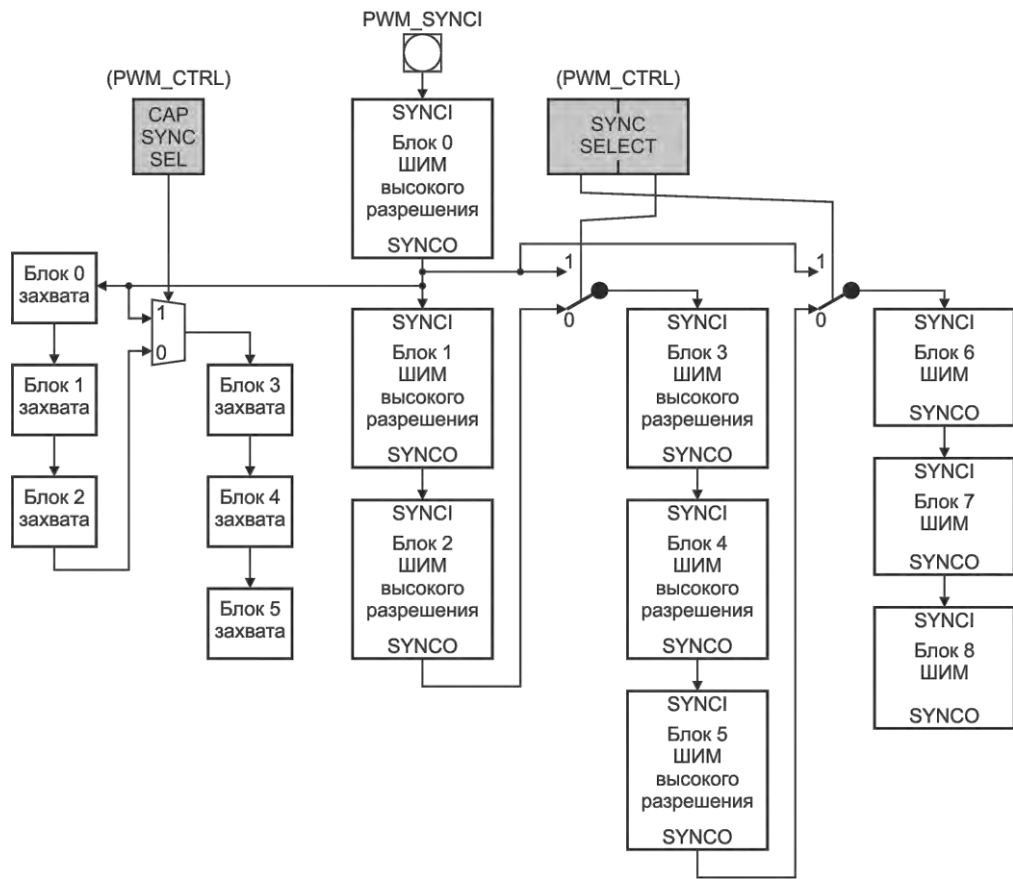 PWM_SYNCI
(PWM_CTRL)
CAP
SYNC
SEL
SYNCI
Блок 0
ШИМ
высокого
разрешения
SYNCO
(PWM_CTRL)
SYNC
SELECT
Блок 0
захвата
1
0
Блок 1
захвата
Блок 2
захвата
Блок 3
захвата
Блок 4
захвата
Блок 5
захвата
SYNCI
Блок 1
ШИМ
высокого
разрешения
SYNCO
SYNCI
Блок 2
ШИМ
высокого
разрешения
SYNCO
1
0
SYNCI
Блок 3
ШИМ
высокого
разрешения
SYNCO
SYNCI
Блок 4
ШИМ
высокого
разрешения
SYNCO
SYNCI
Блок 5
ШИМ
высокого
разрешения
SYNCO
1
0
SYNCI
Блок 6
ШИМ
SYNCO
SYNCI
Блок 7
ШИМ
SYNCO
SYNCI
Блок 8
ШИМ
SYNCO